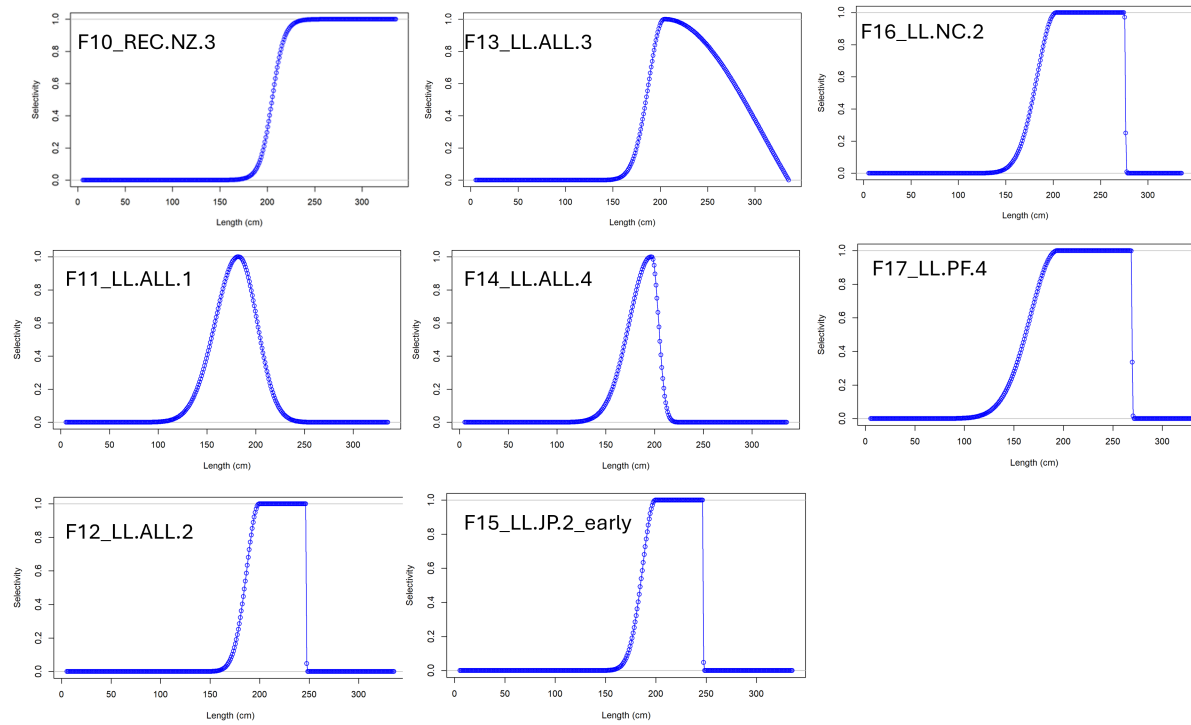 F10_REC.NZ.3
Selectivity
0.0 0.2 0.4 0.6 0.8 1.0
0 50 100 150 200 250 300
Length (cm)
F13_LL.ALL.3
Selectivity
0.0 0.2 0.4 0.6 0.8 1.0
0 50 100 150 200 250 300
Length (cm)
F16_LL.NC.2
Selectivity
0.0 0.2 0.4 0.6 0.8 1.0
0 50 100 150 200 250 300
Length (cm)
F11_LL.ALL.1
Selectivity
0.0 0.2 0.4 0.6 0.8 1.0
0 50 100 150 200 250 300
Length (cm)
F14_LL.ALL.4
Selectivity
0.0 0.2 0.4 0.6 0.8 1.0
0 50 100 150 200 250 300
Length (cm)
F17_LL.PF.4
Selectivity
0.0 0.2 0.4 0.6 0.8 1.0
0 50 100 150 200 250 300
Length (cm)
F12_LL.ALL.2
Selectivity
0.0 0.2 0.4 0.6 0.8 1.0
0 50 100 150 200 250 300
Length (cm)
F15_LL.JP.2_early
Selectivity
0.0 0.2 0.4 0.6 0.8 1.0
0 50 100 150 200 250 300
Length (cm)